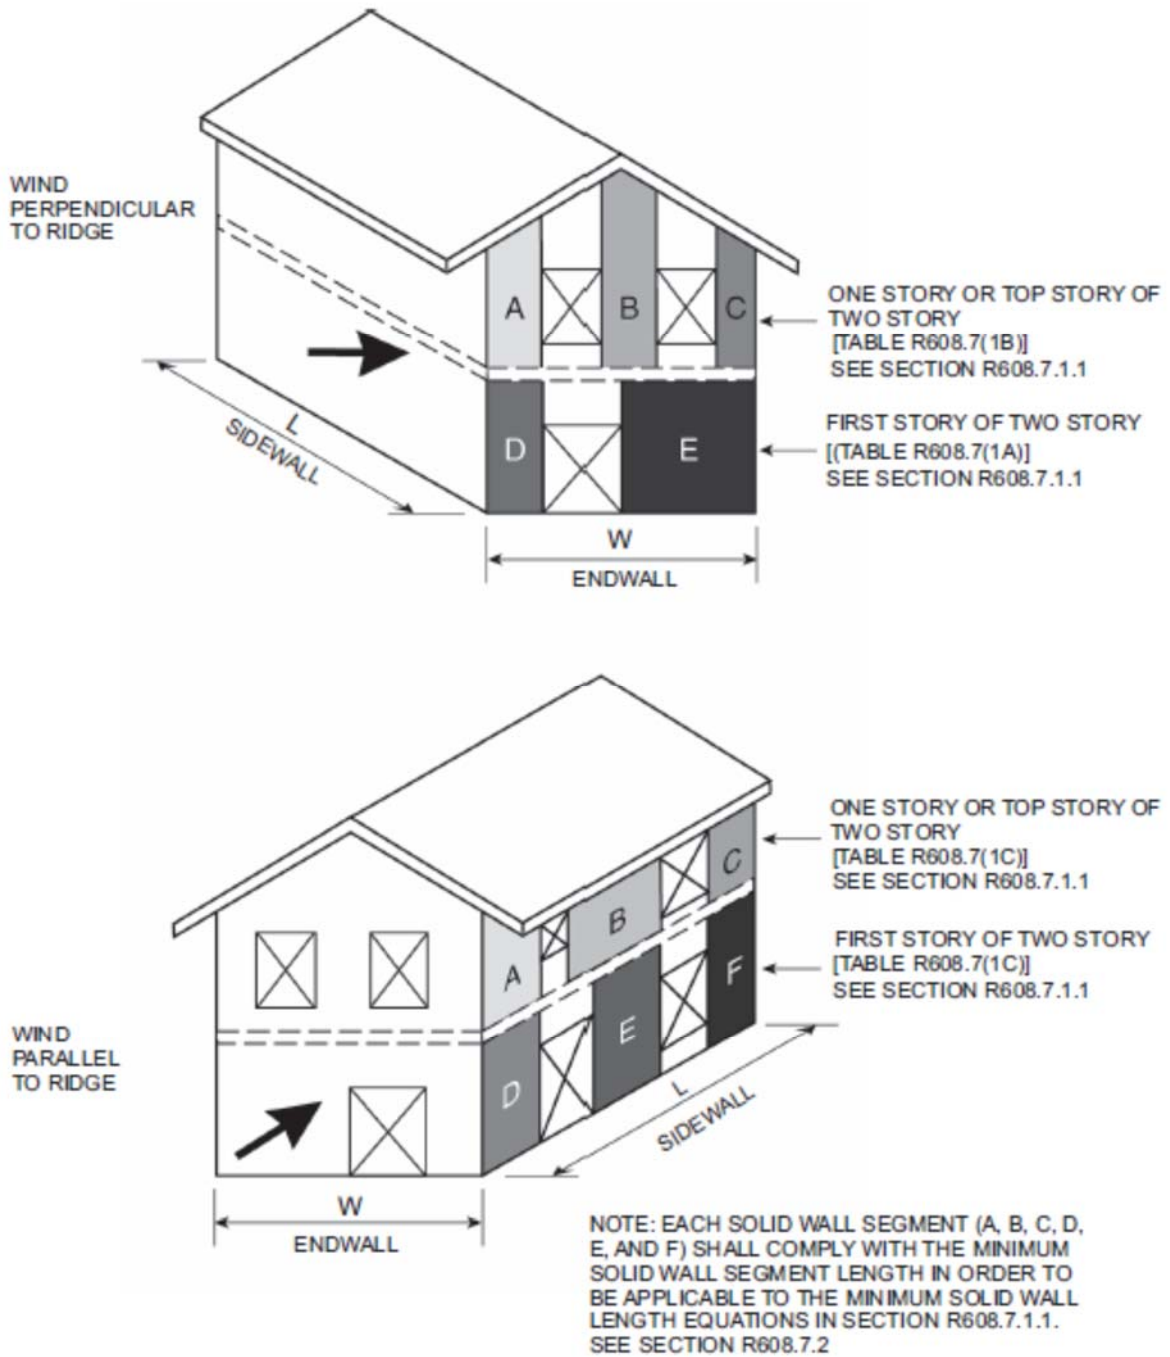 WIND
PERPENDICULAR
TO RIDGE
A
B
C
D
E
ONE STORY OR TOP STORY OF
TWO STORY
[TABLE R608.7(1B)]
SEE SECTION R608.7.1.1
FIRST STORY OF TWO STORY
[(TABLE R608.7(1A)]
SEE SECTION R608.7.1.1
L
SIDEWALL
W
ENDWALL
ONE STORY OR TOP STORY OF
TWO STORY
[TABLE R608.7(1C)]
SEE SECTION R608.7.1.1
FIRST STORY OF TWO STORY
[TABLE R608.7(1C)]
SEE SECTION R608.7.1.1
A
B
C
D
E
F
WIND
PARALLEL
TO RIDGE
L
SIDEWALL
W
ENDWALL
NOTE: EACH SOLID WALL SEGMENT (A, B, C, D,
E, AND F) SHALL COMPLY WITH THE MINIMUM
SOLID WALL SEGMENT LENGTH IN ORDER TO
BE APPLICABLE TO THE MINIMUM SOLID WALL
LENGTH EQUATIONS IN SECTION R608.7.1.1.
SEE SECTION R608.7.2